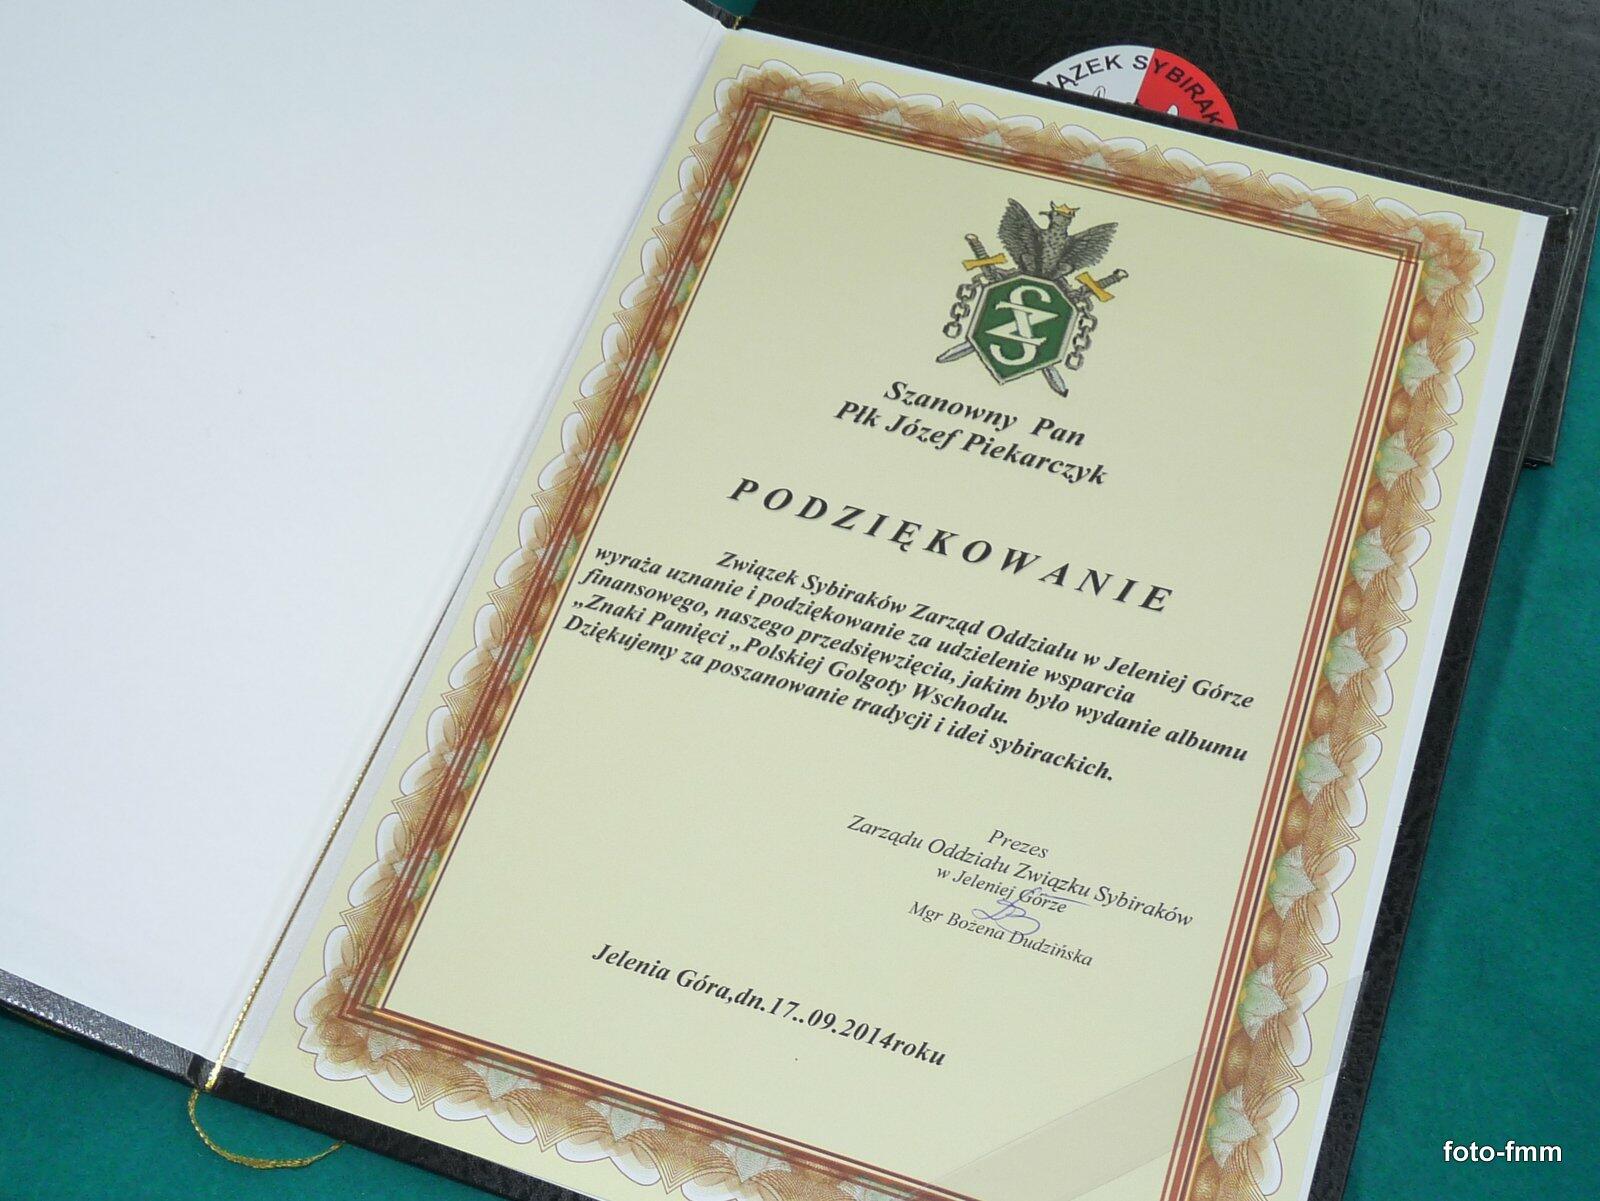 ĄZEK SYBIRAK
Szanowny Pan
Płk Józef Piekarczyk
PODZIĘKOWANIE
Związek Sybiraków Zarząd Oddziału w Jeleniej Górze
wyraża uznanie i podziękowanie za udzielenie wsparcia
finansowego, naszego przedsięwzięcia, jakim było wydanie albumu
„Znaki Pamięci „Polskiej Golgoty Wschodu.
Dziękujemy za poszanowanie tradycji i idei sybirackich.
Prezes
Zarządu Oddziału Związku Sybiraków
w Jeleniej Górze
Mgr Bożena Dudzińska
Jelenia Góra,dn.17..09.2014roku
foto-fmm